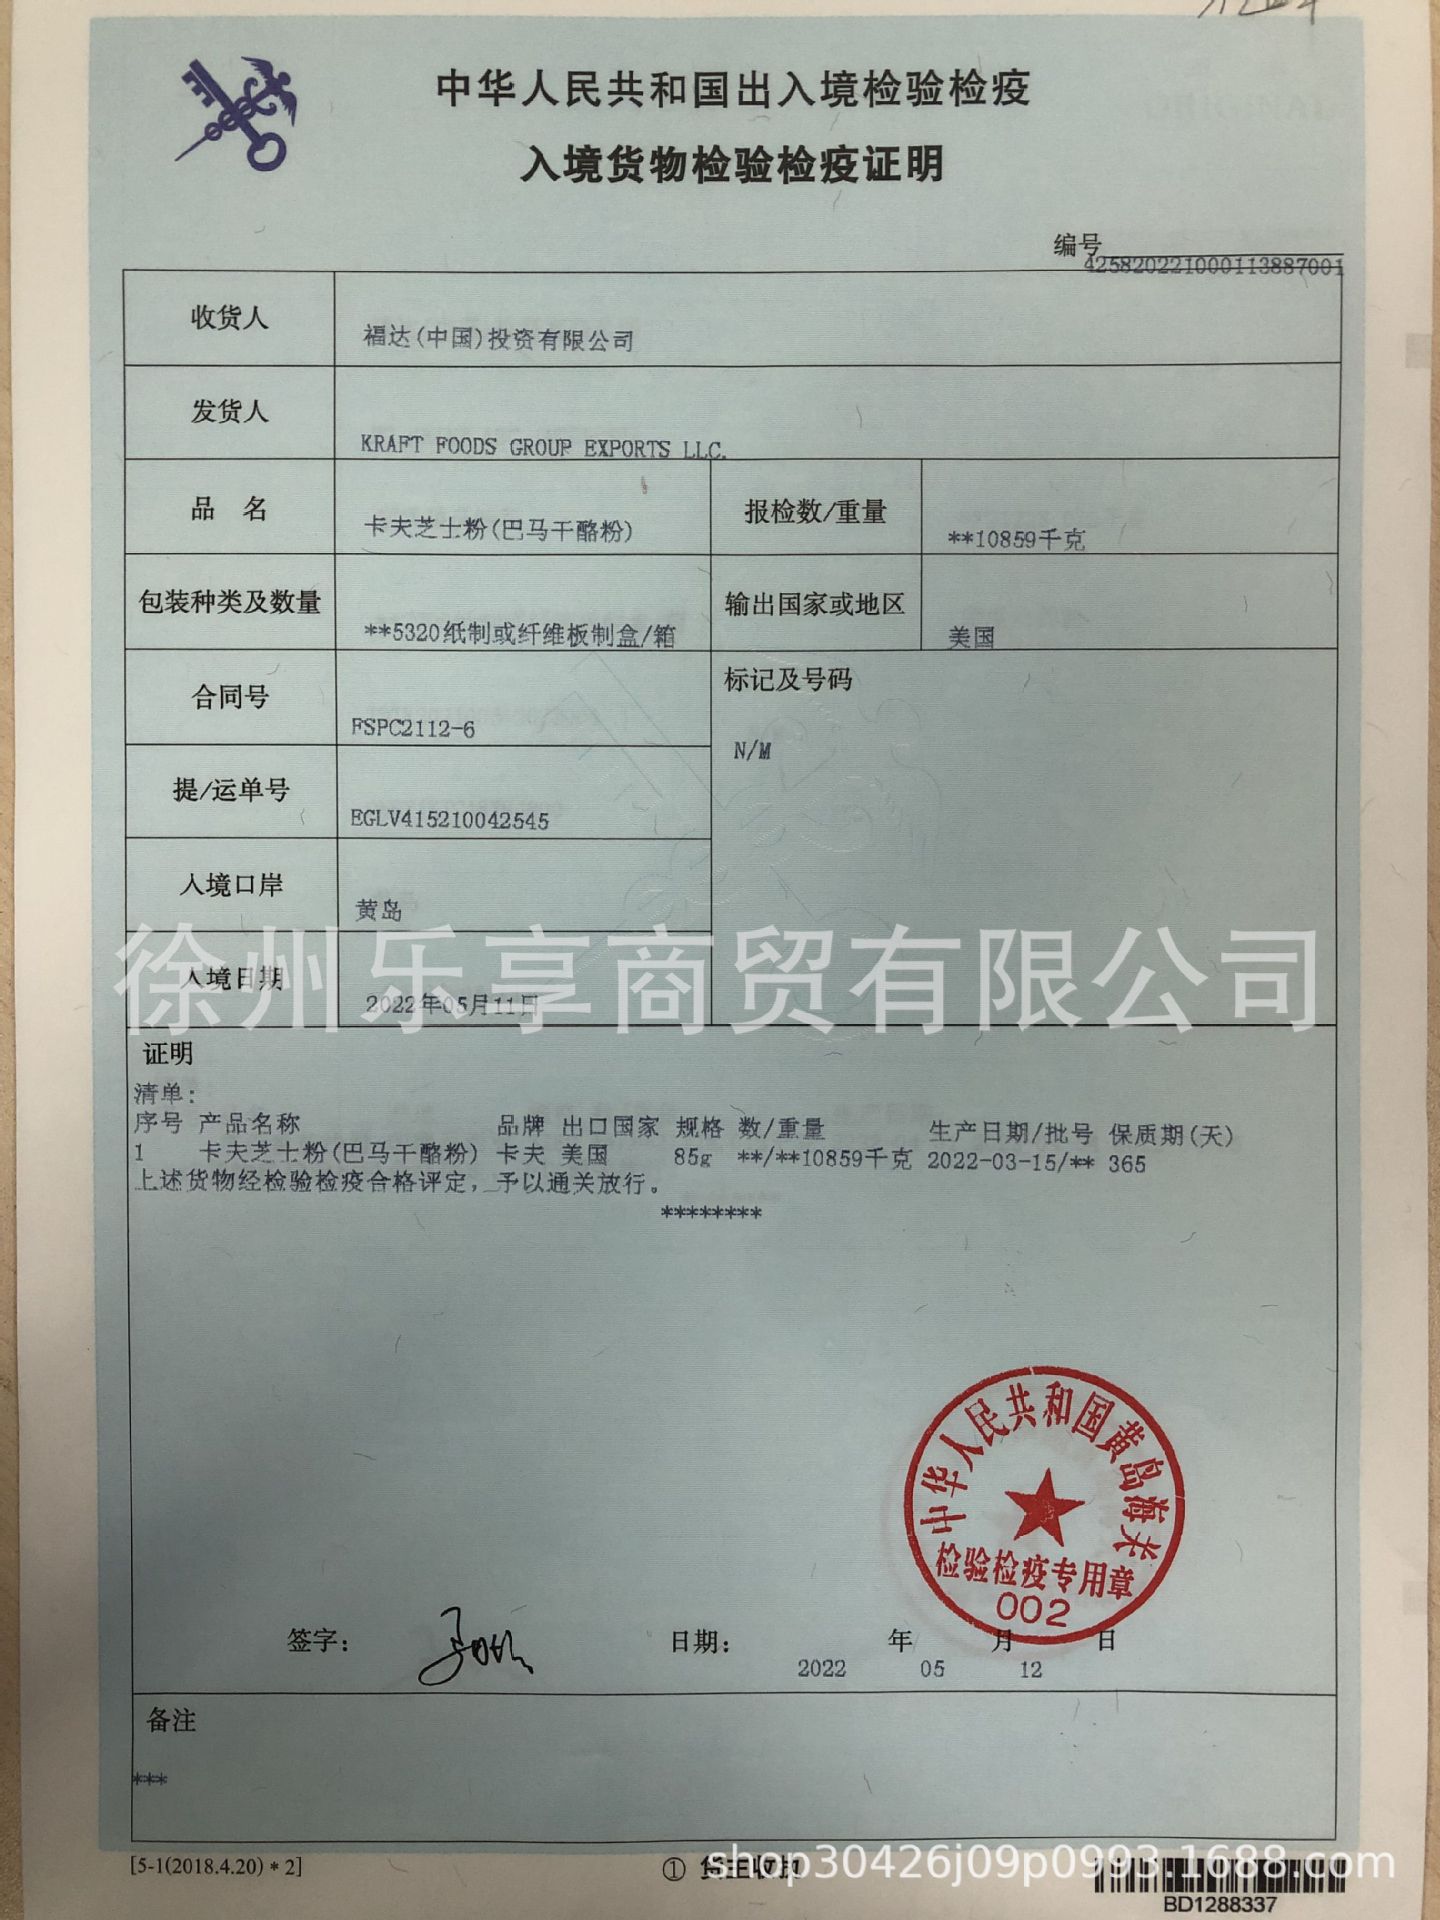 中华人民共和国出入境检验检疫
入境货物检验检疫证明
编号 425820221000113887001
收货人 福达(中国)投资有限公司
发货人 KRAFT FOODS GROUP EXPORTS LLC.
品 名 卡夫芝士粉(巴马干酪粉) 报检数/重量 **10859千克
包装种类及数量 **5320纸制或纤维板制盒/箱 输出国家或地区 美国
合同号 FSPC2112-6 标记及号码
N/M
提/运单号 EGLV415210042545
入境口岸 黄岛
徐州乐享商贸有限公司
入境日期 2022年05月11日
证明
清单:
序号 产品名称 品牌 出口国家 规格 数/重量 生产日期/批号 保质期(天)
1 卡夫芝士粉(巴马干酪粉) 卡夫 美国 85g **/**10859千克 2022-03-15/** 365
上述货物经检验检疫合格评定，予以通关放行。
********
中华人民共和国黄岛海关
检验检疫专用章
002
签字: 日期: 年 月 日
2022 05 12
备注
***
[5-1(2018.4.20)*2] ① 货主收执
shop30426j09p0993.1688.com
BD1288337